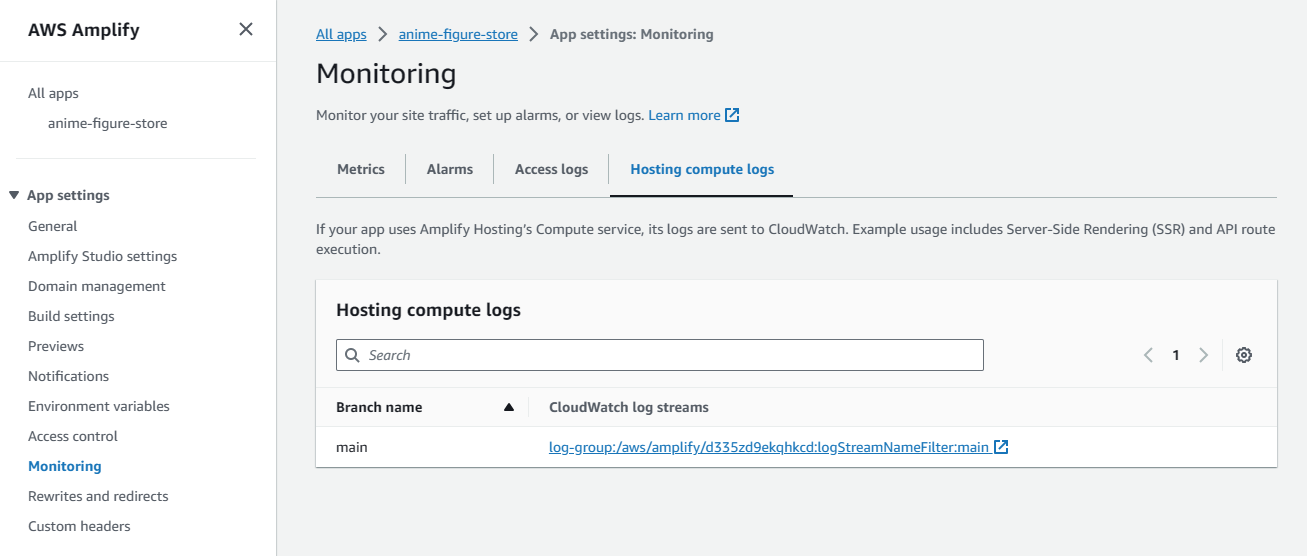 AWS Amplify
All apps
anime-figure-store
App settings
General
Amplify Studio settings
Domain management
Build settings
Previews
Notifications
Environment variables
Access control
Monitoring
Rewrites and redirects
Custom headers
All apps > anime-figure-store > App settings: Monitoring
Monitoring
Monitor your site traffic, set up alarms, or view logs. Learn more
Metrics Alarms Access logs Hosting compute logs
If your app uses Amplify Hosting's Compute service, its logs are sent to CloudWatch. Example usage includes Server-Side Rendering (SSR) and API route
execution.
Hosting compute logs
Search
1
Branch name CloudWatch log streams
main log-group:/aws/amplify/d335zd9ekqhkcd:logStreamNameFilter:main